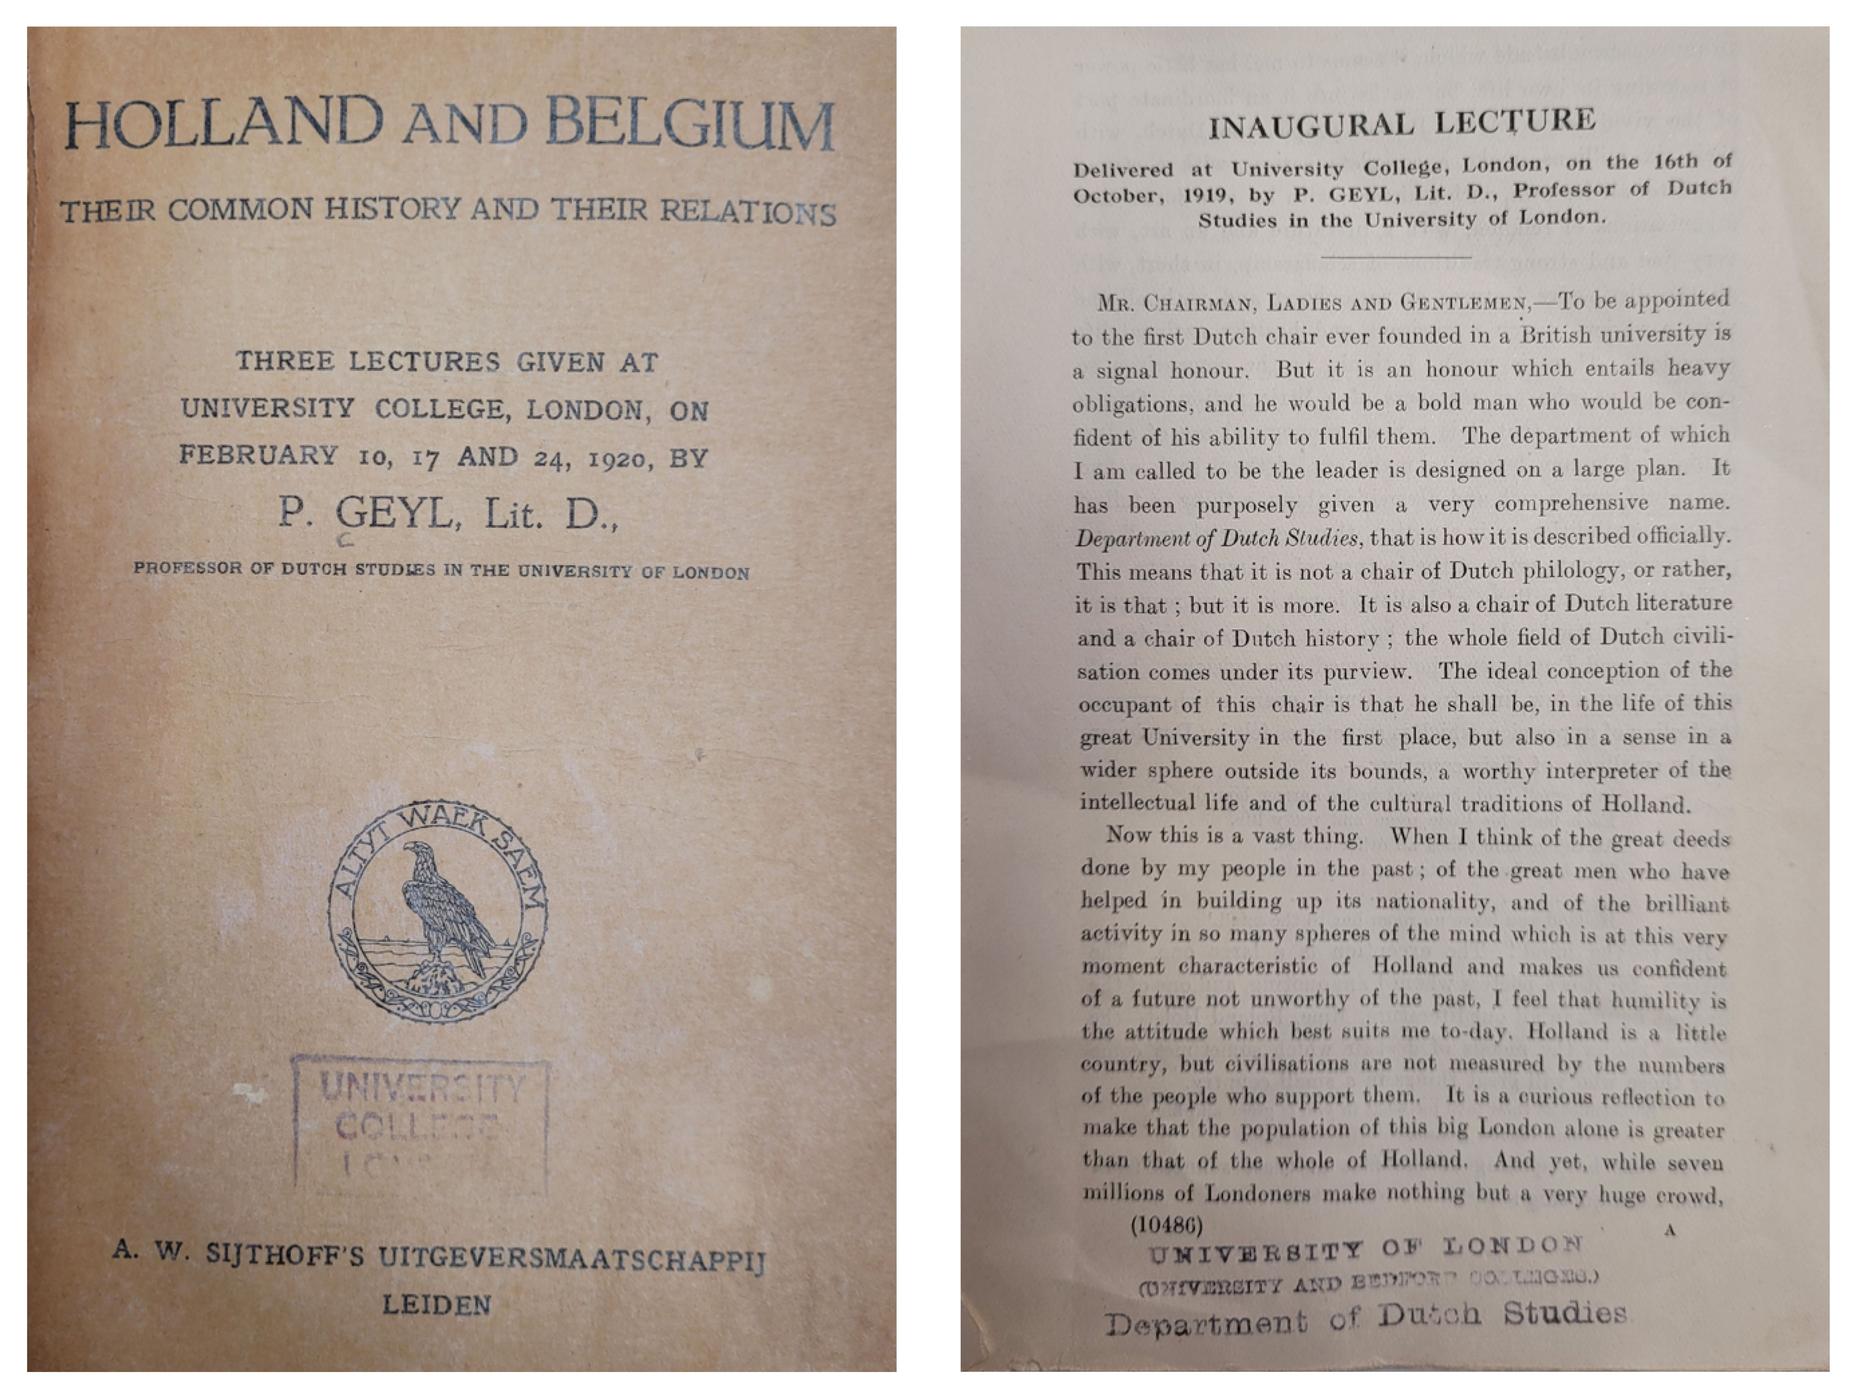 HOLLAND AND BELGIUM
THEIR COMMON HISTORY AND THEIR RELATIONS
THREE LECTURES GIVEN AT
UNIVERSITY COLLEGE, LONDON, ON
FEBRUARY 10, 17 AND 24, 1920, BY
P. GEYL, Lit. D.,
PROFESSOR OF DUTCH STUDIES IN THE UNIVERSITY OF LONDON
ALTYT WAEK SAEM
UNIVERSITY
COLLEGE
A. W. SIJTHOFF'S UITGEVERSMAATSCHAPPIJ
LEIDEN
INAUGURAL LECTURE
Delivered at University College, London, on the 16th of
October, 1919, by P. GEYL, Lit. D., Professor of Dutch
Studies in the University of London.
MR. CHAIRMAN, LADIES AND GENTLEMEN,—To be appointed
to the first Dutch chair ever founded in a British university is
a signal honour. But it is an honour which entails heavy
obligations, and he would be a bold man who would be con-
fident of his ability to fulfil them. The department of which
I am called to be the leader is designed on a large plan. It
has been purposely given a very comprehensive name.
Department of Dutch Studies, that is how it is described officially.
This means that it is not a chair of Dutch philology, or rather,
it is that ; but it is more. It is also a chair of Dutch literature
and a chair of Dutch history ; the whole field of Dutch civili-
sation comes under its purview. The ideal conception of the
occupant of this chair is that he shall be, in the life of this
great University in the first place, but also in a sense in a
wider sphere outside its bounds, a worthy interpreter of the
intellectual life and of the cultural traditions of Holland.
Now this is a vast thing. When I think of the great deeds
done by my people in the past ; of the great men who have
helped in building up its nationality, and of the brilliant
activity in so many spheres of the mind which is at this very
moment characteristic of Holland and makes us confident
of a future not unworthy of the past, I feel that humility is
the attitude which best suits me to-day. Holland is a little
country, but civilisations are not measured by the numbers
of the people who support them. It is a curious reflection to
make that the population of this big London alone is greater
than that of the whole of Holland. And yet, while seven
millions of Londoners make nothing but a very huge crowd,
(10486) A
UNIVERSITY OF LONDON
(UNIVERSITY AND BEDFORD COLLEGES.)
Department of Dutch Studies